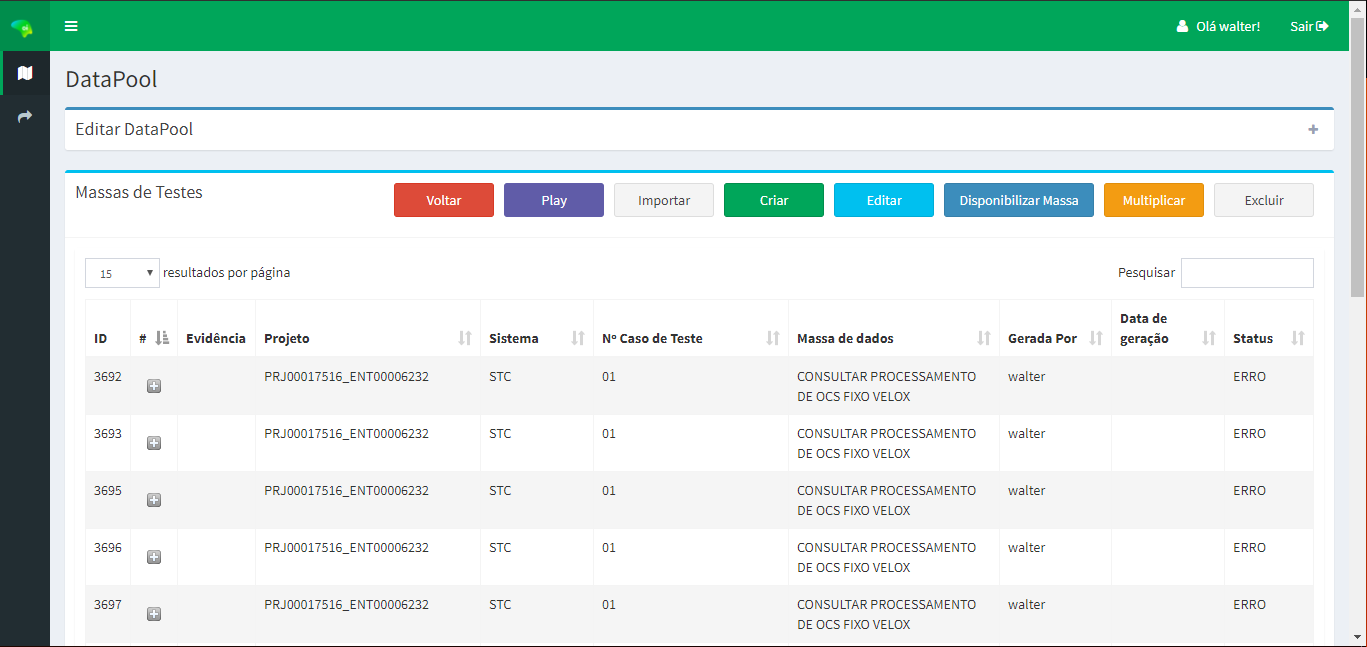 Olá walter! Sair
DataPool
Editar DataPool
Massas de Testes Voltar Play Importar Criar Editar Disponibilizar Massa Multiplicar Excluir
15 resultados por página Pesquisar
ID # Evidência Projeto Sistema Nº Caso de Teste Massa de dados Gerada Por Data de geração Status
3692 PRJ00017516_ENT00006232 STC 01 CONSULTAR PROCESSAMENTO walter ERRO
DE OCS FIXO VELOX
3693 PRJ00017516_ENT00006232 STC 01 CONSULTAR PROCESSAMENTO walter ERRO
DE OCS FIXO VELOX
3695 PRJ00017516_ENT00006232 STC 01 CONSULTAR PROCESSAMENTO walter ERRO
DE OCS FIXO VELOX
3696 PRJ00017516_ENT00006232 STC 01 CONSULTAR PROCESSAMENTO walter ERRO
DE OCS FIXO VELOX
3697 PRJ00017516_ENT00006232 STC 01 CONSULTAR PROCESSAMENTO walter ERRO
DE OCS FIXO VELOX